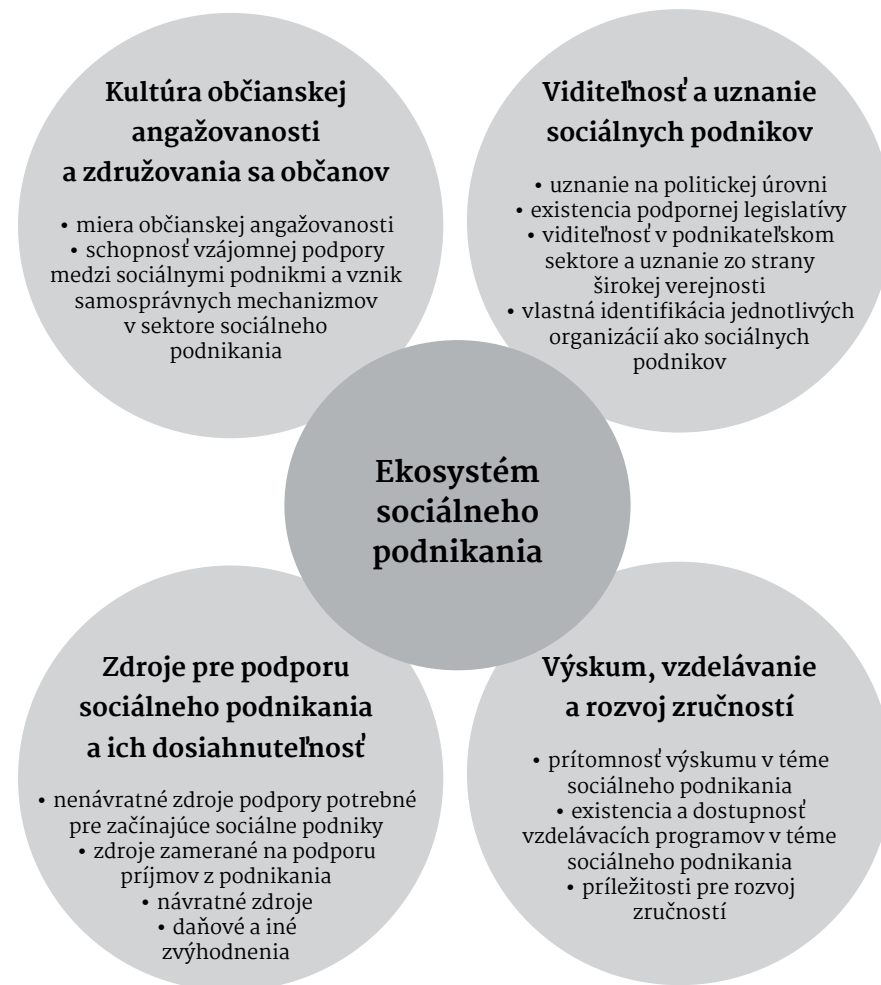 Kultúra občianskej
angažovanosti
a združovania sa občanov
• miera občianskej angažovanosti
• schopnosť vzájomnej podpory
medzi sociálnymi podnikmi a vznik
samosprávnych mechanizmov
v sektore sociálneho
podnikania
Viditeľnosť a uznanie
sociálnych podnikov
• uznanie na politickej úrovni
• existencia podpornej legislatívy
• viditeľnosť v podnikateľskom
sektore a uznanie zo strany
širokej verejnosti
• vlastná identifikácia jednotlivých
organizácií ako sociálnych
podnikov
Ekosystém
sociálneho
podnikania
Zdroje pre podporu
sociálneho podnikania
a ich dosiahnuteľnosť
• nenávratné zdroje podpory potrebné
pre začínajúce sociálne podniky
• zdroje zamerané na podporu
príjmov z podnikania
• návratné zdroje
• daňové a iné
zvýhodnenia
Výskum, vzdelávanie
a rozvoj zručností
• prítomnosť výskumu v téme
sociálneho podnikania
• existencia a dostupnosť
vzdelávacích programov v téme
sociálneho podnikania
• príležitosti pre rozvoj
zručností